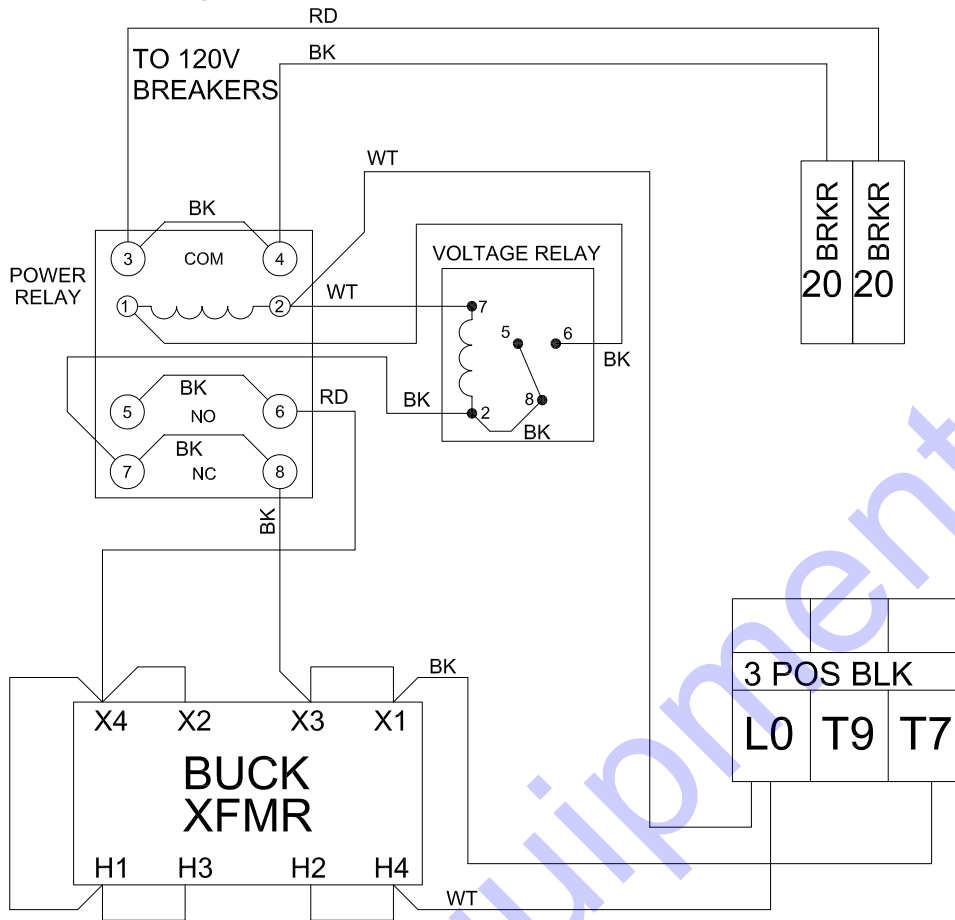 RD
TO 120V
BREAKERS
BK
WT
BK
3
COM
4
POWER
RELAY
1
2
WT
VOLTAGE RELAY
7
5
6
BK
BK
8
2
BK
BK
5
NO
6
RD
BK
7
NC
8
BK
20 BRKR
20 BRKR
BK
X4
X2
X3
X1
BUCK
XFMR
H1
H3
H2
H4
WT
3 POS BLK
L0
T9
T7
uipment